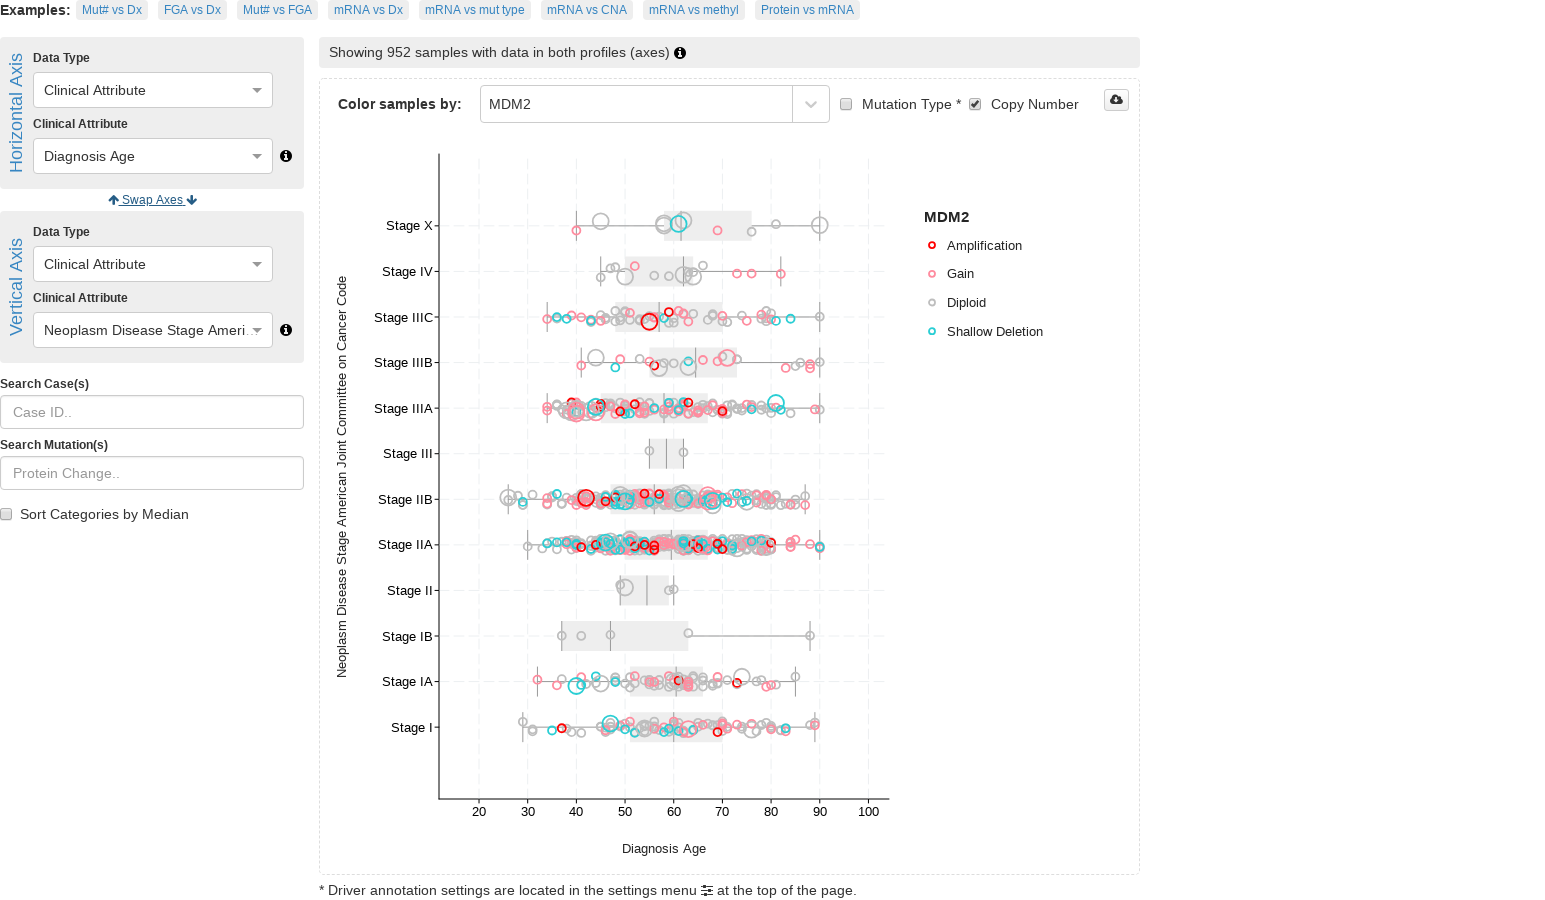 Examples: Mut# vs Dx FGA vs Dx Mut# vs FGA mRNA vs Dx mRNA vs mut type mRNA vs CNA mRNA vs methyl Protein vs mRNA
Horizontal Axis
Data Type
Clinical Attribute
Clinical Attribute
Diagnosis Age
Swap Axes
Vertical Axis
Data Type
Clinical Attribute
Clinical Attribute
Neoplasm Disease Stage Ameri...
Search Case(s)
Case ID..
Search Mutation(s)
Protein Change..
Sort Categories by Median
Showing 952 samples with data in both profiles (axes)
Color samples by: MDM2 Mutation Type * Copy Number
Neoplasm Disease Stage American Joint Committee on Cancer Code
Stage X
Stage IV
Stage IIIC
Stage IIIB
Stage IIIA
Stage III
Stage IIB
Stage IIA
Stage II
Stage IB
Stage IA
Stage I
20 30 40 50 60 70 80 90 100
Diagnosis Age
MDM2
Amplification
Gain
Diploid
Shallow Deletion
* Driver annotation settings are located in the settings menu at the top of the page.